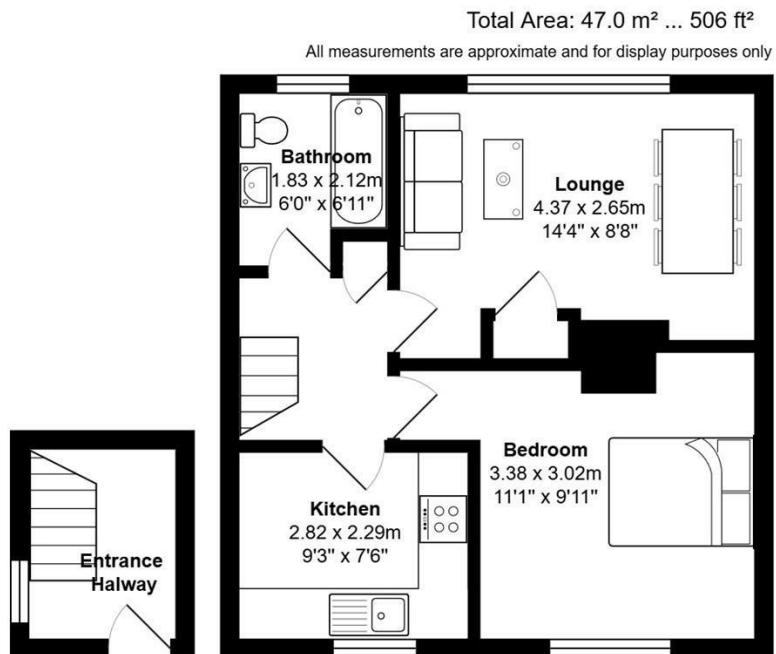 Total Area: 47.0 m² ... 506 ft²
All measurements are approximate and for display purposes only
Bathroom
1.83 x 2.12m
6'0" x 6'11"
Lounge
4.37 x 2.65m
14'4" x 8'8"
Bedroom
3.38 x 3.02m
11'1" x 9'11"
Kitchen
2.82 x 2.29m
9'3" x 7'6"
Entrance
Halway